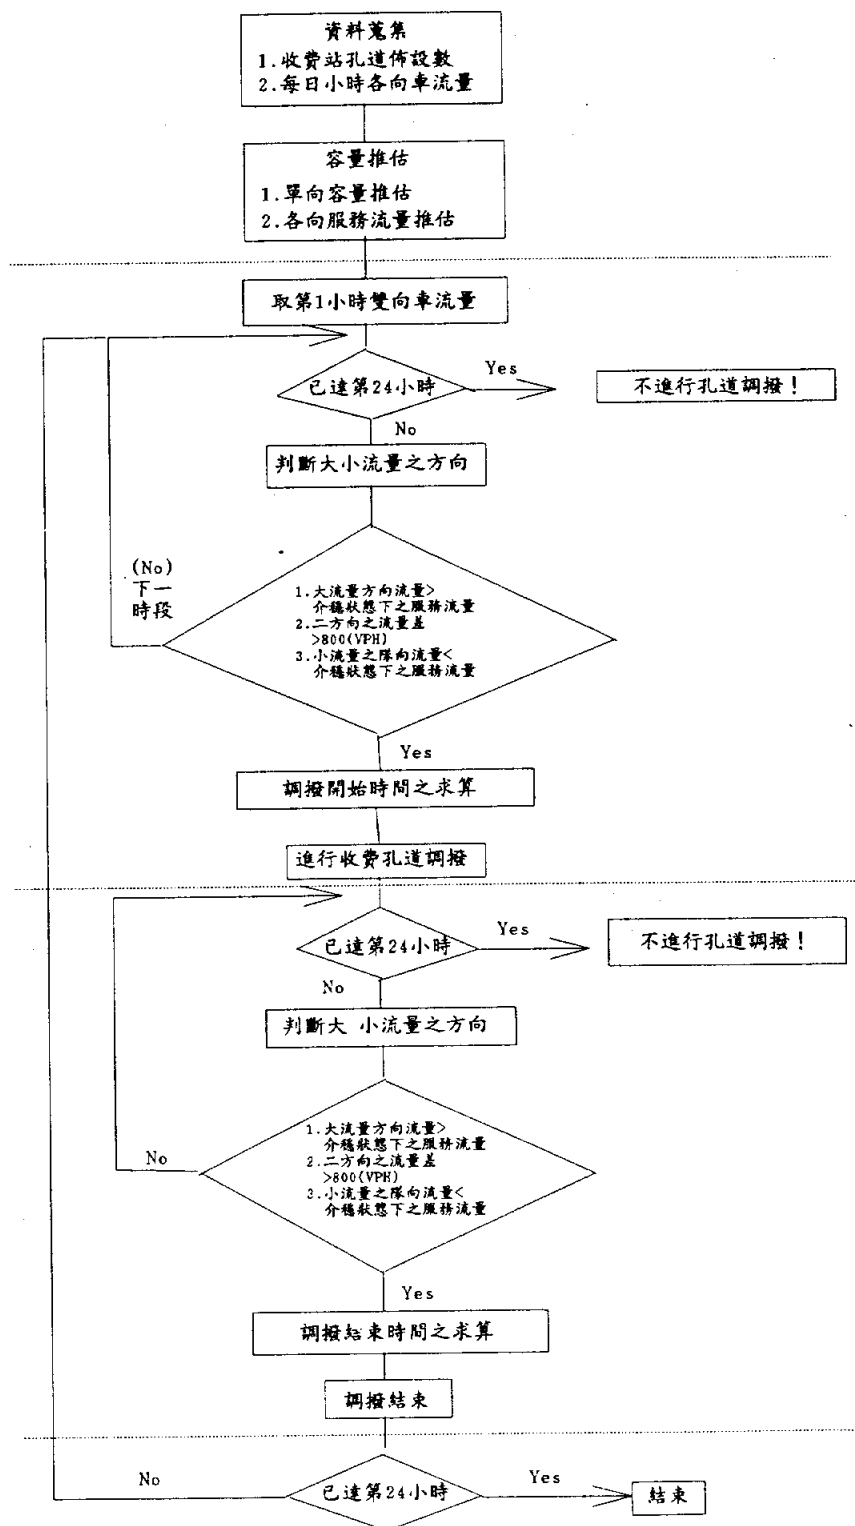 資料蒐集
1.收費站孔道佈設數
2.每日小時各向車流量
容量推估
1.單向容量推估
2.各向服務流量推估
取第1小時雙向車流量
已達第24小時
Yes
不進行孔道調撥！
No
判斷大小流量之方向
(No)
下一
時段
1.大流量方向流量>
介穩狀態下之服務流量
2.二方向之流量差
>800(VPH)
3.小流量之隊向流量<
介穩狀態下之服務流量
Yes
調撥開始時間之求算
進行收費孔道調撥
已達第24小時
Yes
不進行孔道調撥！
No
判斷大 小流量之方向
No
1.大流量方向流量>
介穩狀態下之服務流量
2.二方向之流量差
>800(VPH)
3.小流量之隊向流量<
介穩狀態下之服務流量
Yes
調撥結束時間之求算
調撥結束
No
已達第24小時
Yes
結束